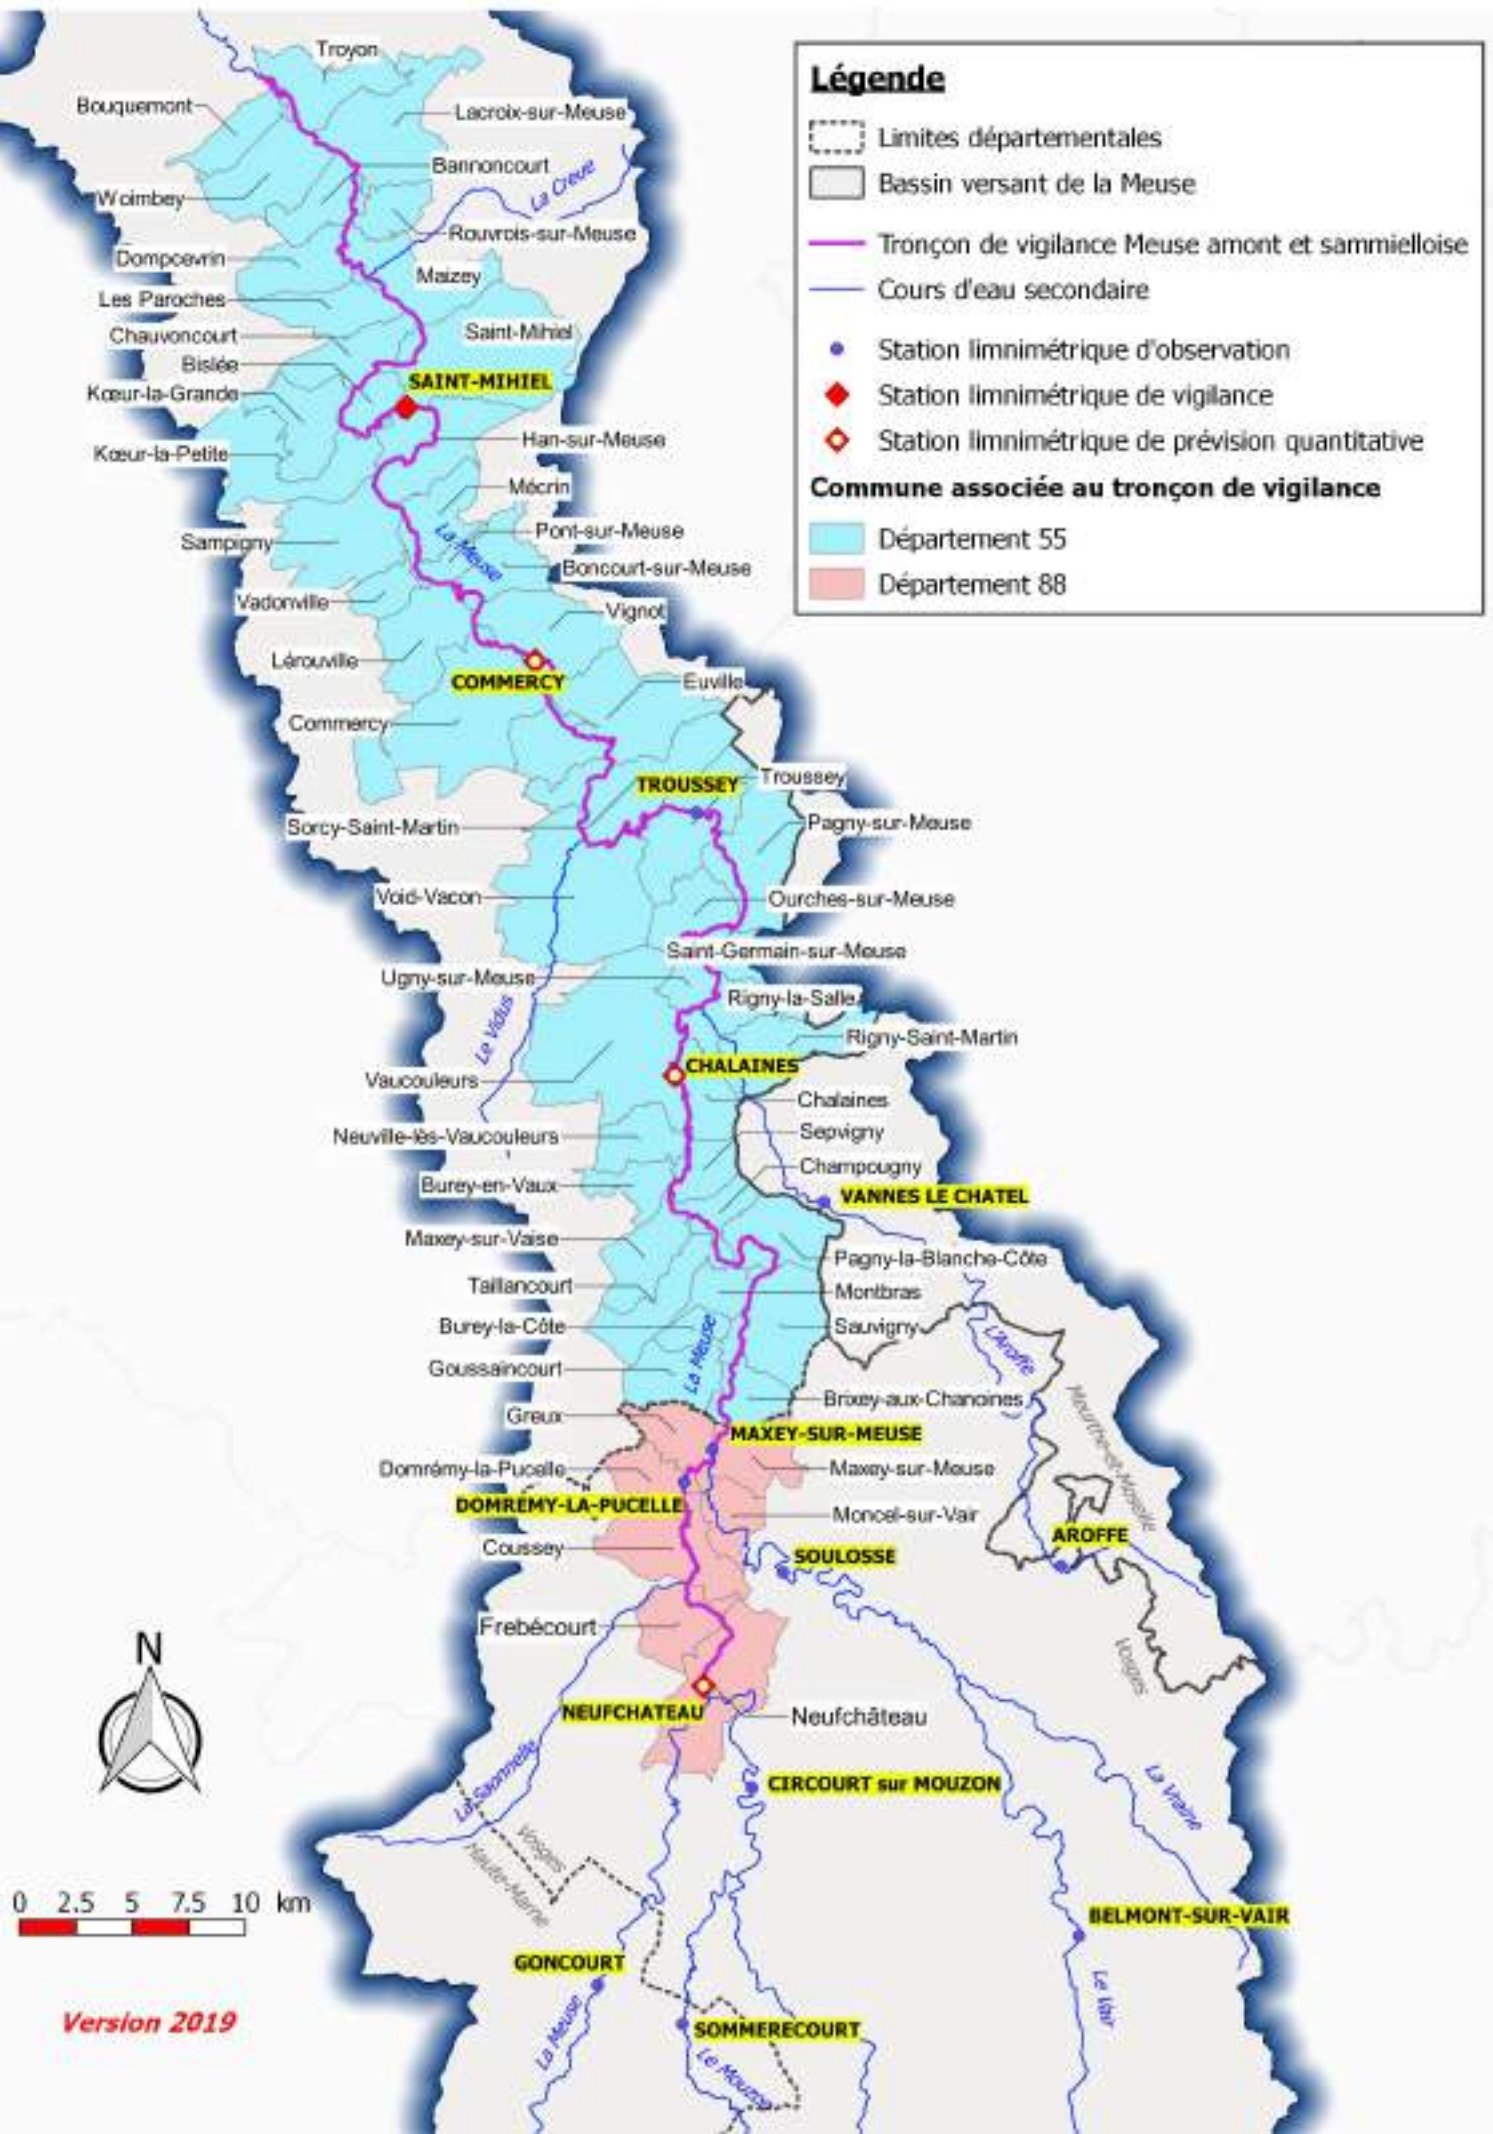 Troyon
Bouquemont
Lacroix-sur-Meuse
Bannoncourt
La Creue
Woimbey
Rouvrois-sur-Meuse
Dompcevrin
Maizey
Les Paroches
Chauvoncourt
Saint-Mihiel
Bislée
SAINT-MIHIEL
Kœur-la-Grande
Han-sur-Meuse
Kœur-la-Petite
Mécrin
Pont-sur-Meuse
La Meuse
Sampigny
Boncourt-sur-Meuse
Vadonville
Vignot
Lérouville
COMMERCY
Euville
Commercy
TROUSSEY
Troussey
Sorcy-Saint-Martin
Pagny-sur-Meuse
Void-Vacon
Ourches-sur-Meuse
Saint-Germain-sur-Meuse
Ugny-sur-Meuse
Rigny-la-Salle
Le Vidus
Rigny-Saint-Martin
CHALAINES
Vaucouleurs
Chalaines
Neuville-lès-Vaucouleurs
Sepvigny
Champougny
Burey-en-Vaux
VANNES LE CHATEL
Maxey-sur-Vaise
Pagny-la-Blanche-Côte
Taillancourt
Montbras
Burey-la-Côte
Sauvigny
La Meuse
L'Aroffe
Goussaincourt
Brixey-aux-Chanoines
Greux
Meurthe-et-Moselle
MAXEY-SUR-MEUSE
Domrémy-la-Pucelle
Maxey-sur-Meuse
DOMREMY-LA-PUCELLE
Moncel-sur-Vair
AROFFE
Coussey
SOULOSSE
Frebécourt
Vosges
NEUFCHATEAU
Neufchâteau
La Saonnelle
CIRCOURT sur MOUZON
La Vraine
Vosges
Haute-Marne
BELMONT-SUR-VAIR
GONCOURT
Le Vair
La Meuse
SOMMERECOURT
Le Mouzon
Légende
Limites départementales
Bassin versant de la Meuse
Tronçon de vigilance Meuse amont et sammielloise
Cours d'eau secondaire
Station limnimétrique d'observation
Station limnimétrique de vigilance
Station limnimétrique de prévision quantitative
Commune associée au tronçon de vigilance
Département 55
Département 88
N
0 2.5 5 7.5 10 km
Version 2019